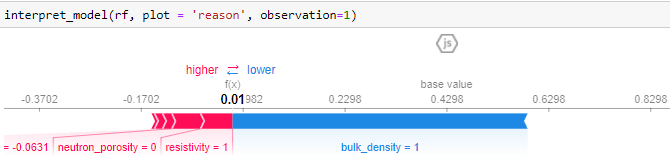 interpret_model(rf, plot = 'reason', observation=1)
js
higher ⇄ lower
f(x) base value
-0.3702 -0.1702 0.01982 0.2298 0.4298 0.6298 0.8298
= -0.0631 neutron_porosity = 0 resistivity = 1 bulk_density = 1